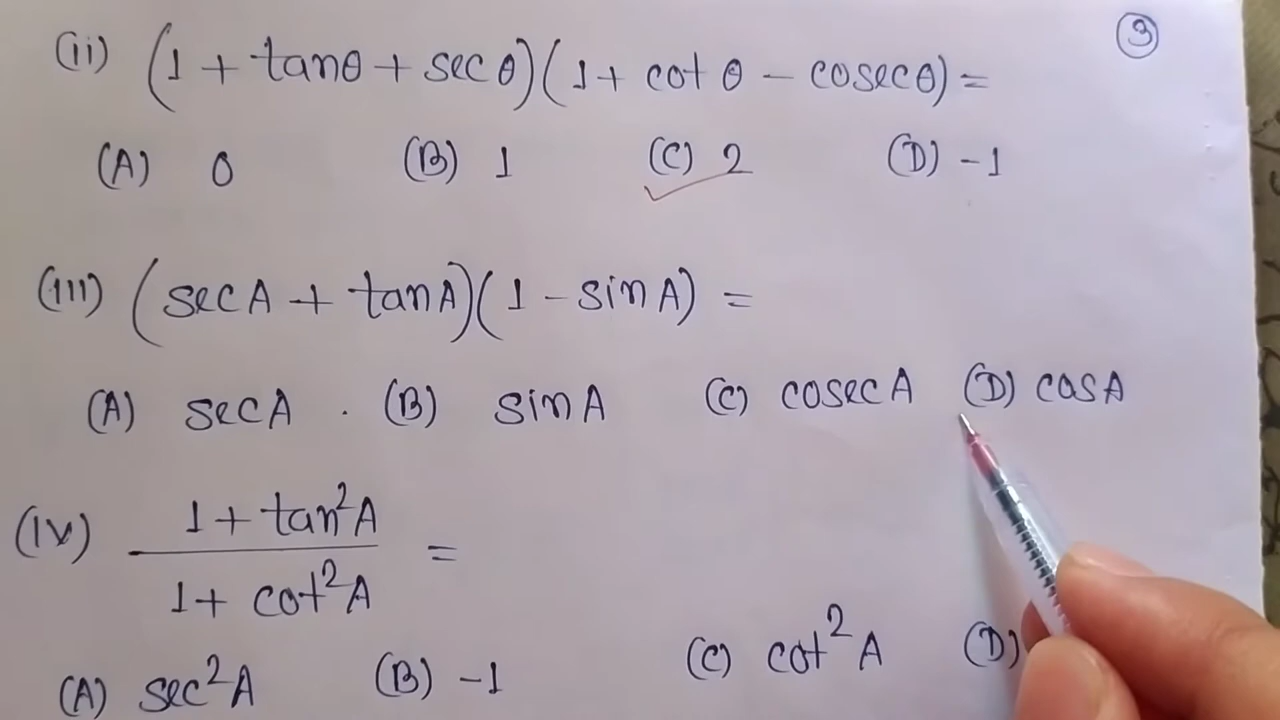 ③
(ii) (1 + tanθ + secθ)(1 + cot θ - cosecθ) =
(A) 0 (B) 1 (C) 2 (D) -1
(iii) (secA + tanA)(1 - sinA) =
(A) secA . (B) sinA (C) cosecA (D) cosA
(iv) 1 + tan²A
1 + cot²A =
(A) sec²A (B) -1 (C) cot²A (D)